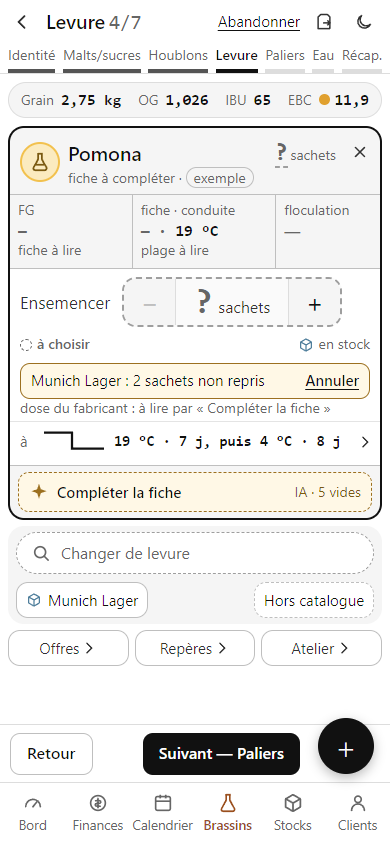 Levure 4/7 Abandonner
Identité Malts/sucres Houblons Levure Paliers Eau Récap.
Grain 2,75 kg OG 1,026 IBU 65 EBC 11,9
Pomona ? sachets ×
fiche à compléter · exemple
FG fiche · conduite floculation
— — · 19 °C —
fiche à lire plage à lire
Ensemencer — ? sachets +
à choisir en stock
Munich Lager : 2 sachets non repris Annuler
dose du fabricant : à lire par « Compléter la fiche »
à 19 °C · 7 j, puis 4 °C · 8 j
Compléter la fiche IA · 5 vides
Changer de levure
Munich Lager Hors catalogue
Offres Repères Atelier
Retour Suivant — Paliers +
Bord Finances Calendrier Brassins Stocks Clients